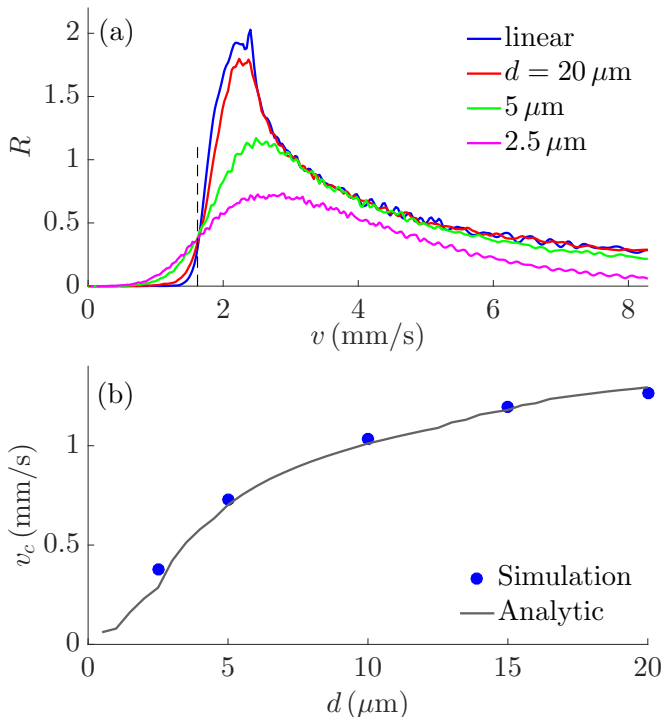 (a)
linear
d = 20 μm
5 μm
2.5 μm
R
2
1.5
1
0.5
0
0 2 4 6 8
v (mm/s)
(b)
v_c (mm/s)
1
0.5
0
Simulation
Analytic
0 5 10 15 20
d (μm)